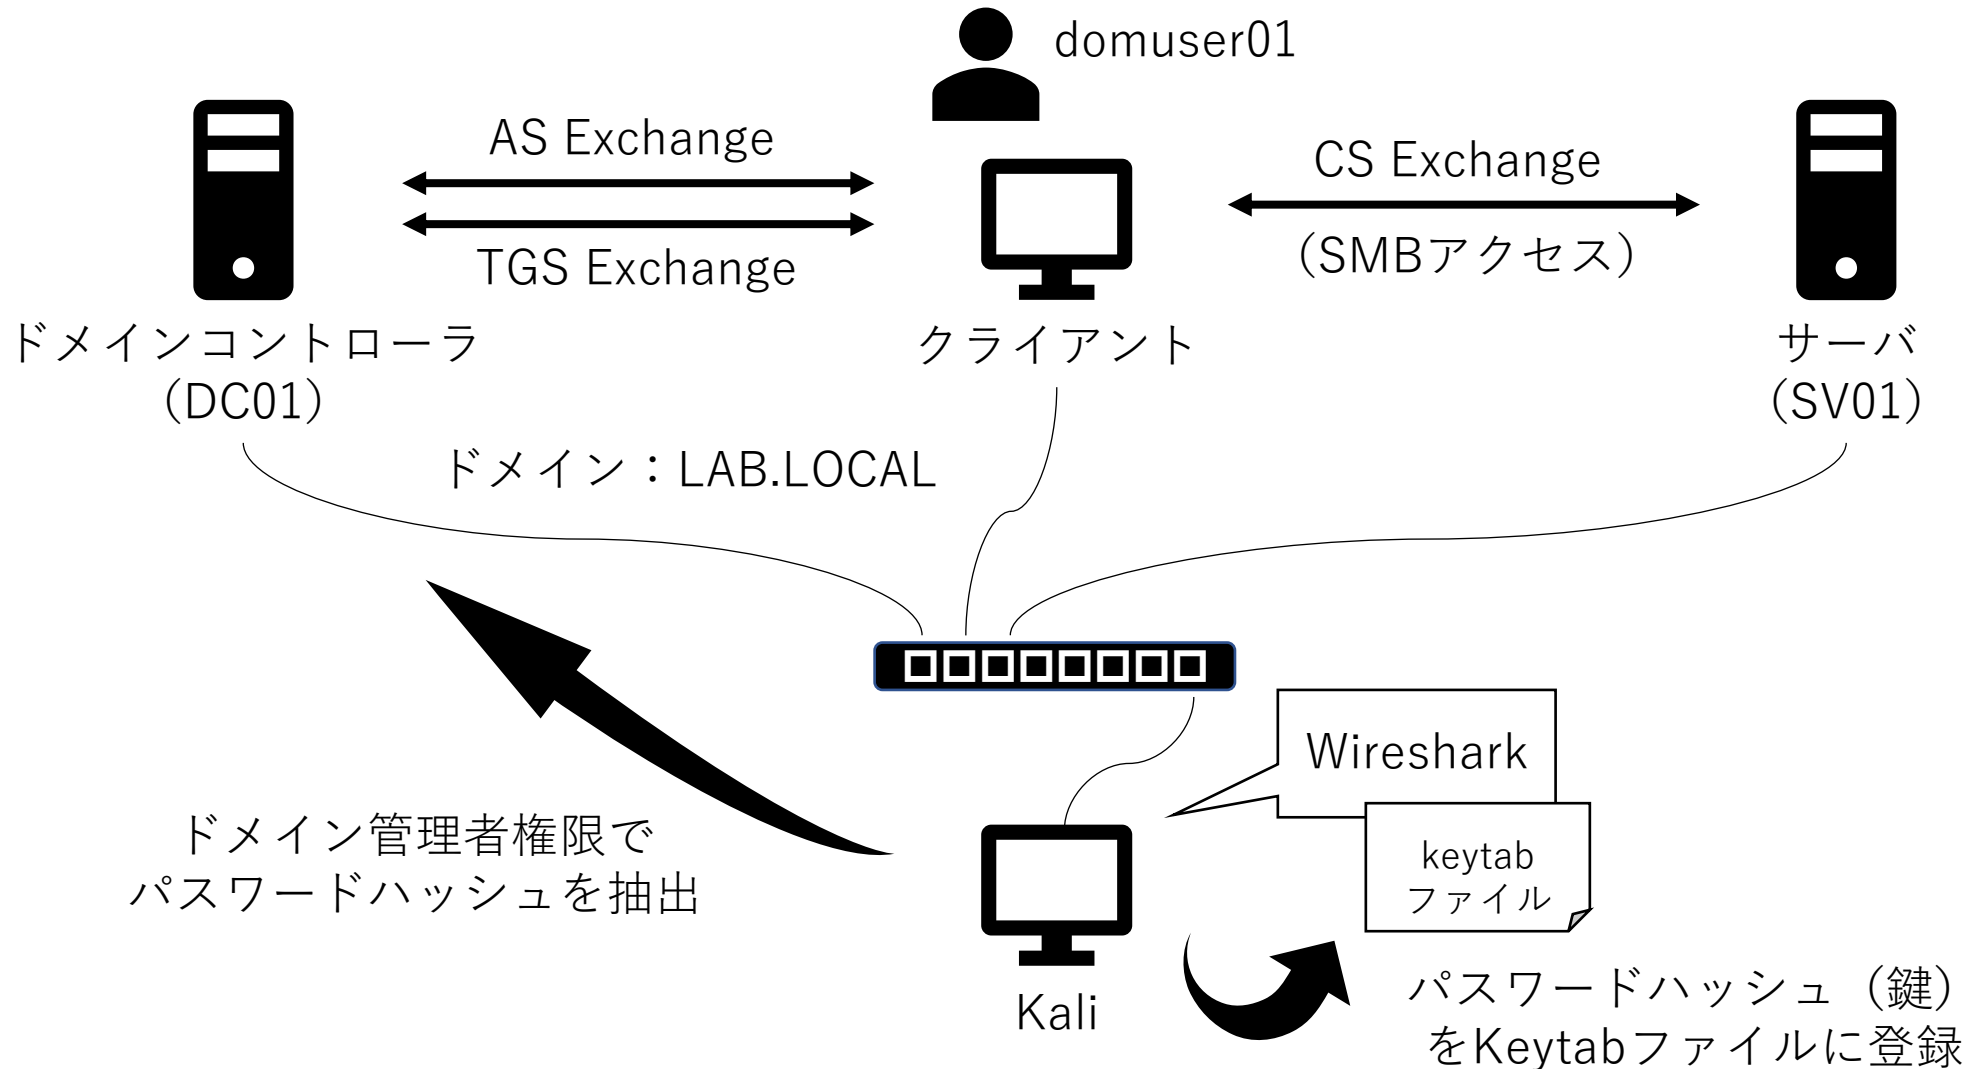 domuser01
AS Exchange
TGS Exchange
CS Exchange
（SMBアクセス）
ドメインコントローラ
（DC01）
クライアント
サーバ
（SV01）
ドメイン：LAB.LOCAL
ドメイン管理者権限で
パスワードハッシュを抽出
Wireshark
keytab
ファイル
Kali
パスワードハッシュ（鍵）
をKeytabファイルに登録